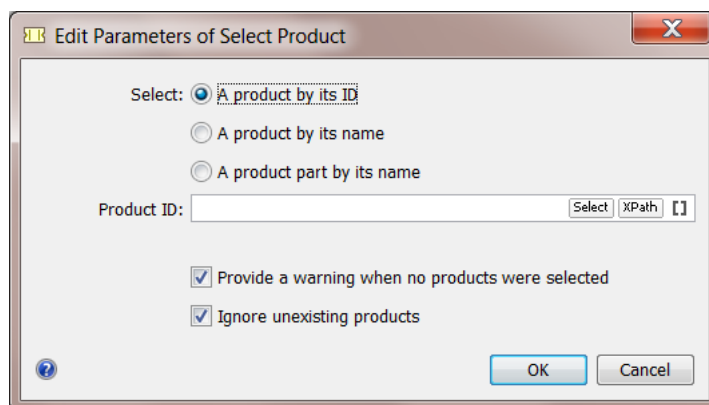 Edit Parameters of Select Product
Select: A product by its ID
A product by its name
A product part by its name
Product ID: Select XPath []
Provide a warning when no products were selected
Ignore unexisting products
? OK Cancel